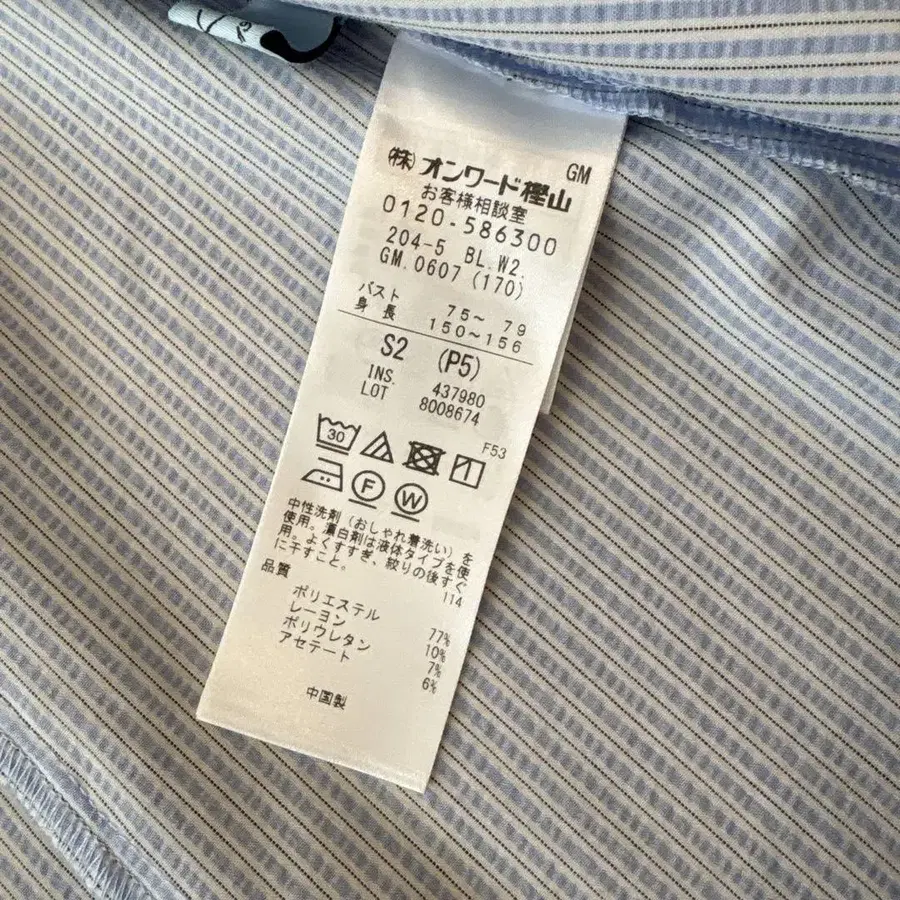 GM
(株)オンワード樫山
お客様相談室
0120-586300
204-5 BL.W2.
GM.0607 (170)
バスト 75～ 79
身長 150～156
S2 (P5)
INS. 437980
LOT 8008674
F53
30
1
F W
中性洗剤（おしゃれ着洗い）を
使用。漂白剤は液体タイプを使
用。よくすすぎ、絞りの後すぐ
に干すこと。
114
品質
ポリエステル 77%
レーヨン 10%
ポリウレタン 7%
アセテート 6%
中国製